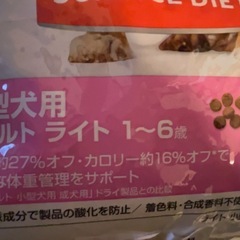 型犬用
ルト ライト 1~6歳
約27%オフ・カロリー約16%オフ*で
な体重管理をサポート
ルト 小型犬用 成犬用」ドライ製品との比較
成分で製品の酸化を防止/ 着色料・合成香料不使